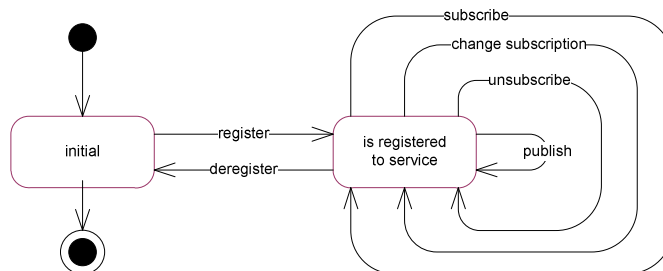 subscribe
change subscription
unsubscribe
register
initial
is registered
to service
publish
deregister